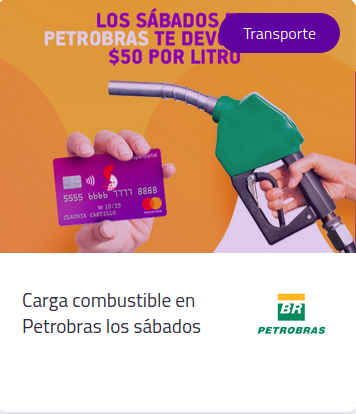 LOS SÁBADOS
Transporte
PETROBRAS TE
$50 POR LITRO
5555 6666 7777 8888
10/25
CLAUDIA CASTILLO
mastercard
Carga combustible en
Petrobras los sábados
BR
PETROBRAS